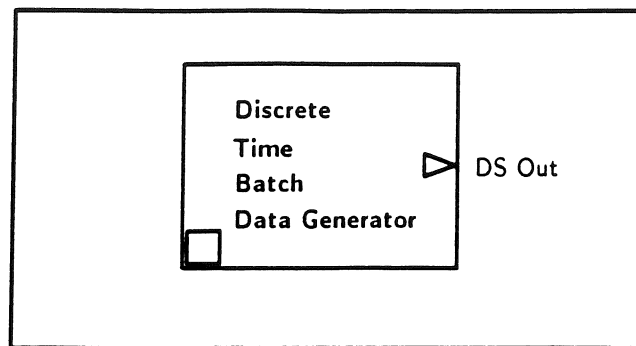 Discrete
Time
Batch
Data Generator
DS Out